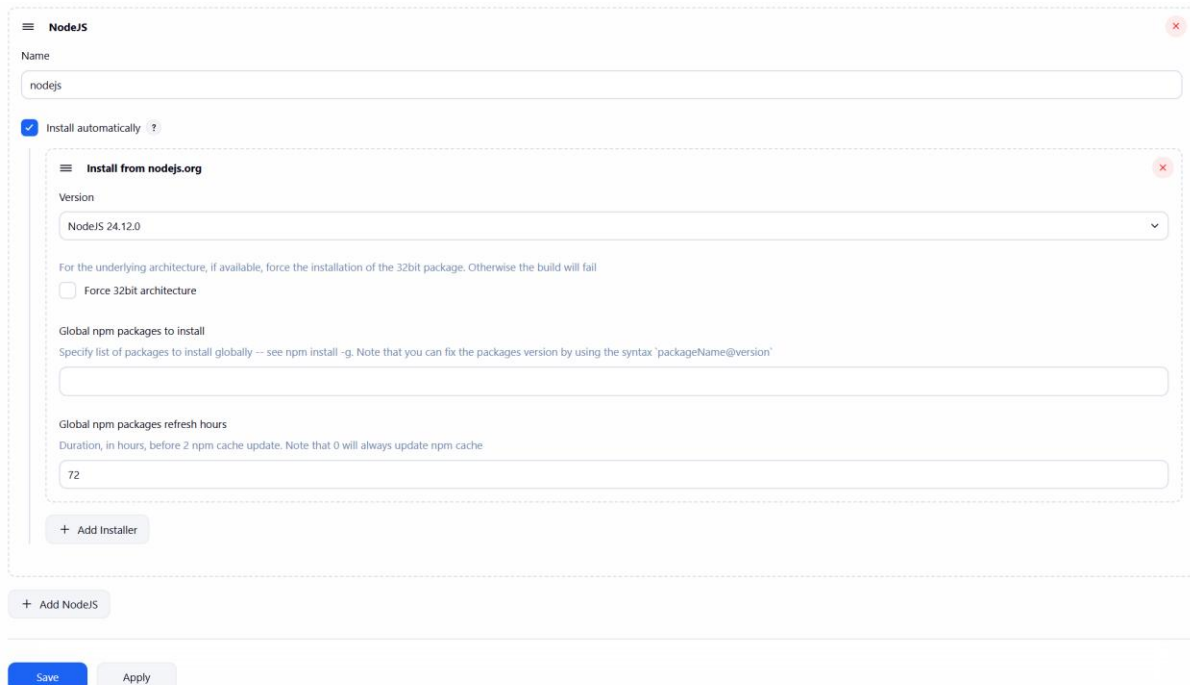 NodeJS
Name
nodejs
Install automatically ?
Install from nodejs.org
Version
NodeJS 24.12.0
For the underlying architecture, if available, force the installation of the 32bit package. Otherwise the build will fail
Force 32bit architecture
Global npm packages to install
Specify list of packages to install globally -- see npm install -g. Note that you can fix the packages version by using the syntax `packageName@version`
Global npm packages refresh hours
Duration, in hours, before 2 npm cache update. Note that 0 will always update npm cache
72
+ Add Installer
+ Add NodeJS
Save Apply